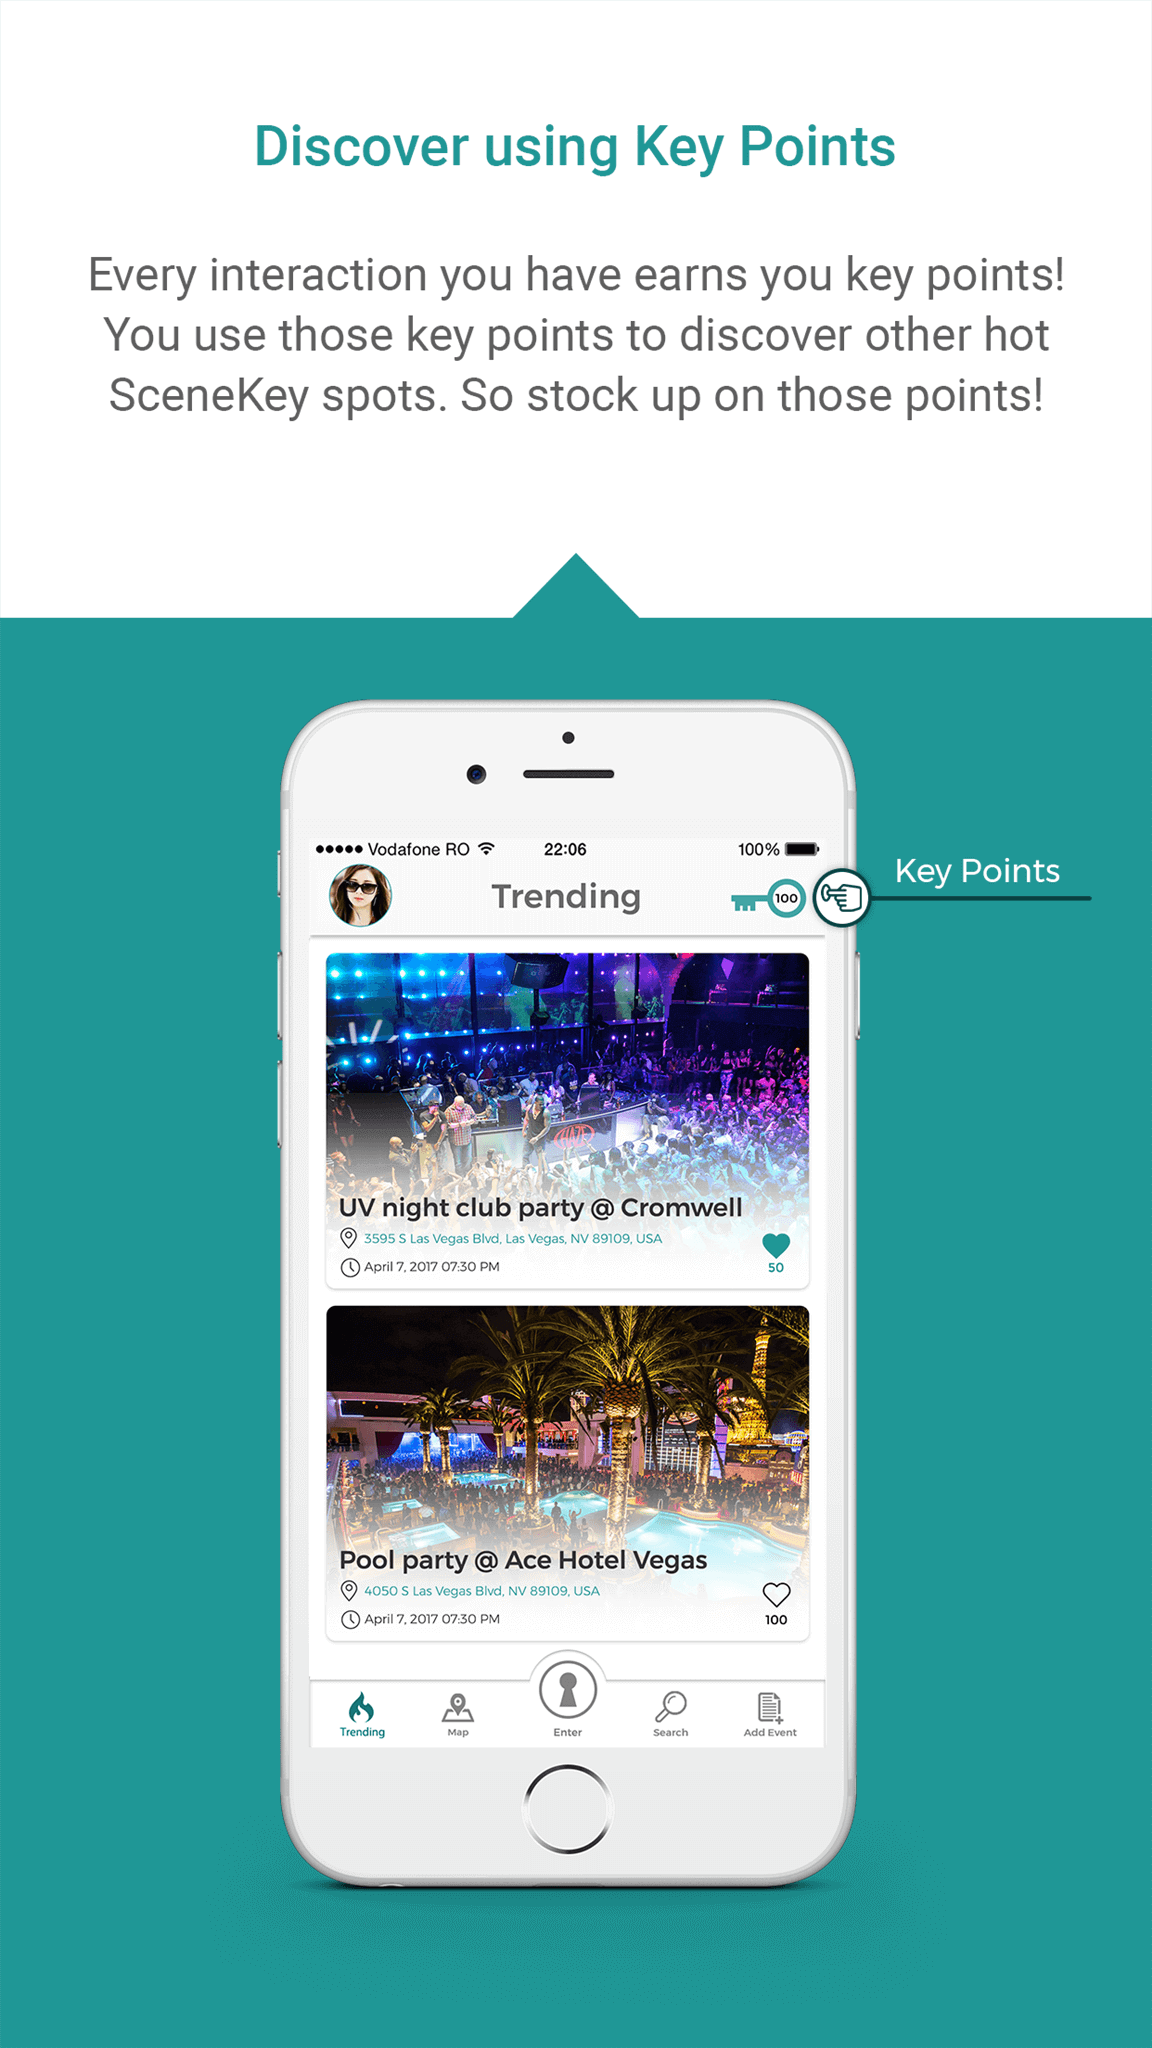 Discover using Key Points
Every interaction you have earns you key points!
You use those key points to discover other hot
SceneKey spots. So stock up on those points!
Vodafone RO 22:06 100%
Trending
100
Key Points
UV night club party @ Cromwell
3595 S Las Vegas Blvd, Las Vegas, NV 89109, USA
April 7, 2017 07:30 PM
50
Pool party @ Ace Hotel Vegas
4050 S Las Vegas Blvd, NV 89109, USA
April 7, 2017 07:30 PM
100
Trending Map Enter Search Add Event